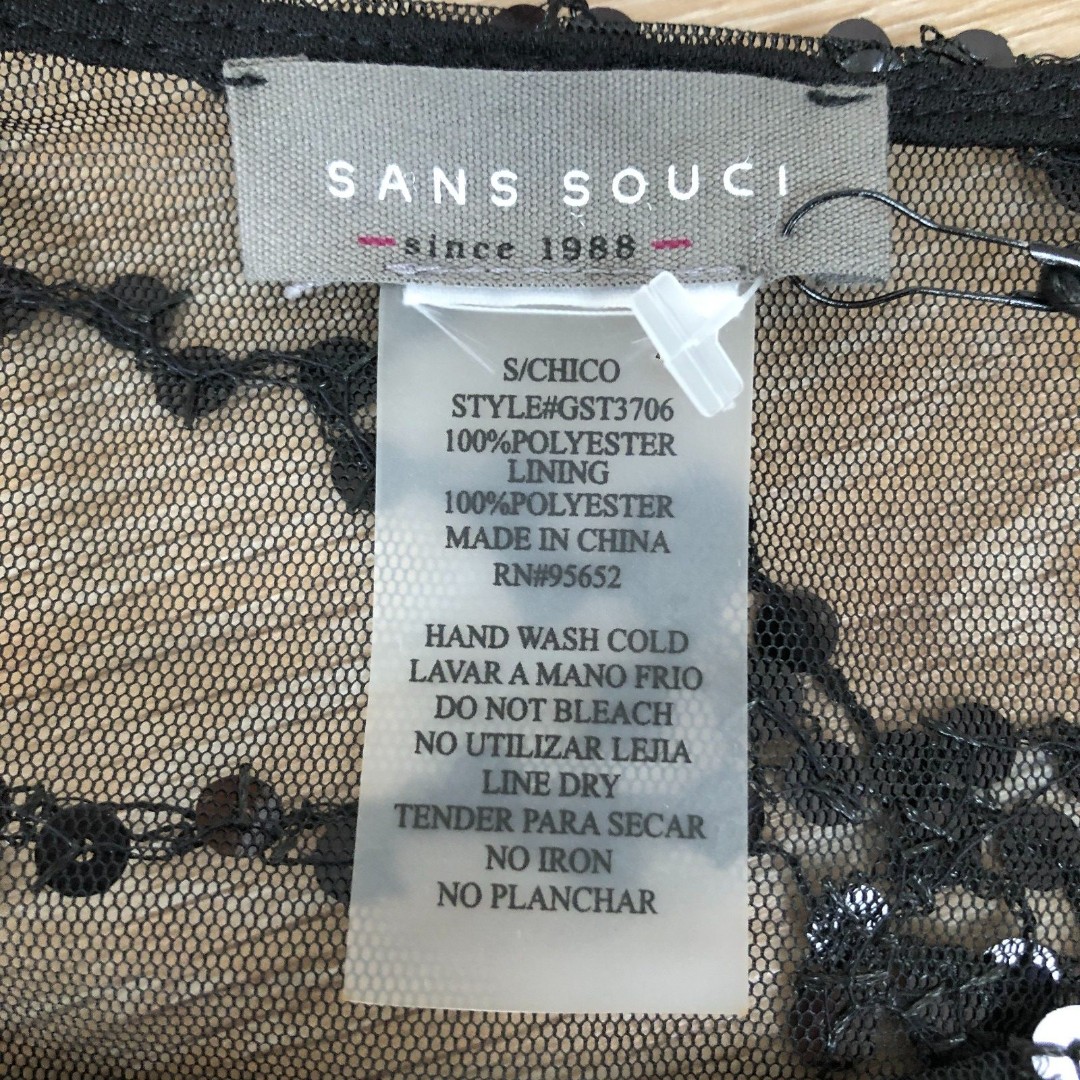 SANS SOUCI
since 1988
S/CHICO
STYLE#GST3706
100%POLYESTER
LINING
100%POLYESTER
MADE IN CHINA
RN#95652
HAND WASH COLD
LAVAR A MANO FRIO
DO NOT BLEACH
NO UTILIZAR LEJIA
LINE DRY
TENDER PARA SECAR
NO IRON
NO PLANCHAR